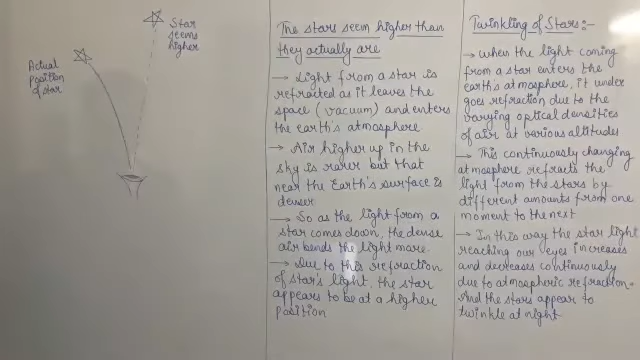 Star
seems
higher
Actual
position
of star
The stars seem higher than
they actually are
→ Light from a star is
refracted as it leaves the
space (vacuum) and enters
the earth's atmosphere
→ Air higher up in the
sky is rarer but that
near the Earth's surface is
denser
→ So as the light from a
star comes down, the dense
air bends the light more.
→ Due to this refraction
of star's light, the star
appears to be at a higher
position
Twinkling of Stars:-
→ When the light coming
from a star enters the
earth's atmosphere, it under
goes refraction due to the
varying optical densities
of air at various altitudes
→ This continuously changing
atmosphere refracts the
light from the stars by
different amounts from one
moment to the next
→ In this way the star light
reaching our eyes increases
and decreases continuously
due to atmospheric refraction.
And the stars appear to
twinkle at night